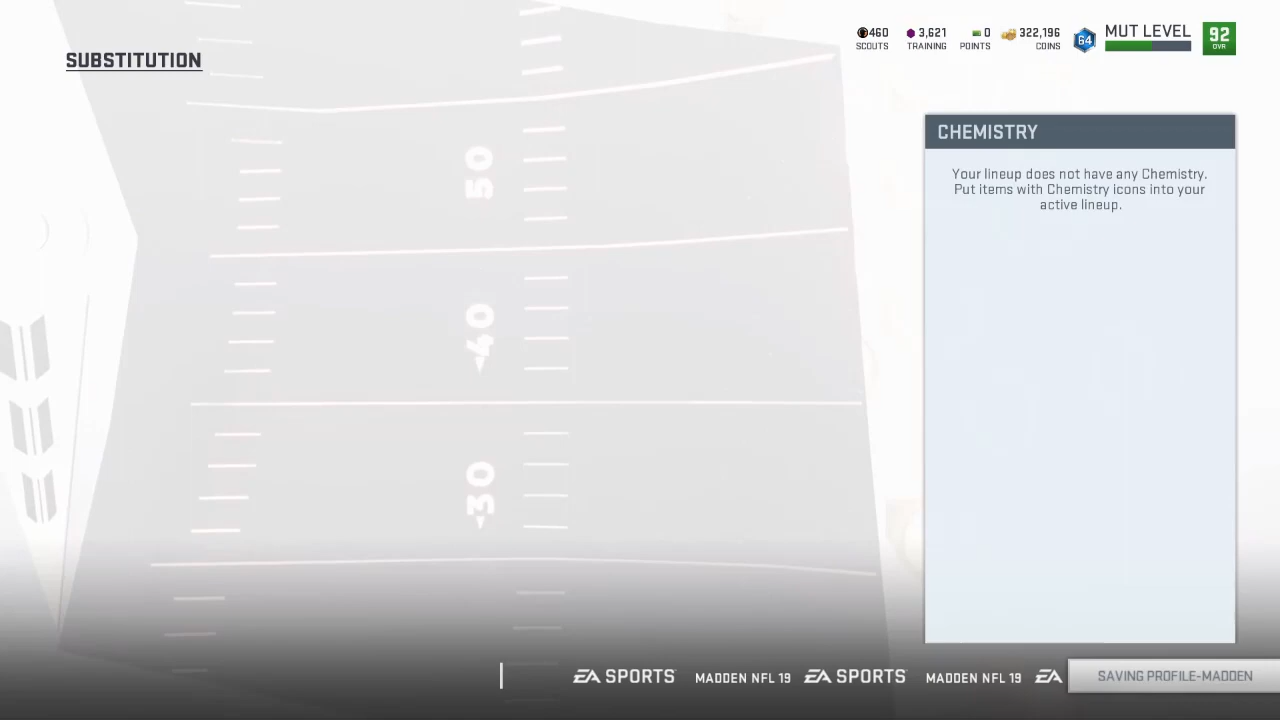 SUBSTITUTION
460 SCOUTS
3,621 TRAINING
0 POINTS
322,196 COINS
64
MUT LEVEL
92 OVR
CHEMISTRY
Your lineup does not have any Chemistry.
Put items with Chemistry icons into your
active lineup.
50
40
30
EA SPORTS MADDEN NFL 19 EA SPORTS MADDEN NFL 19 EA
SAVING PROFILE-MADDEN